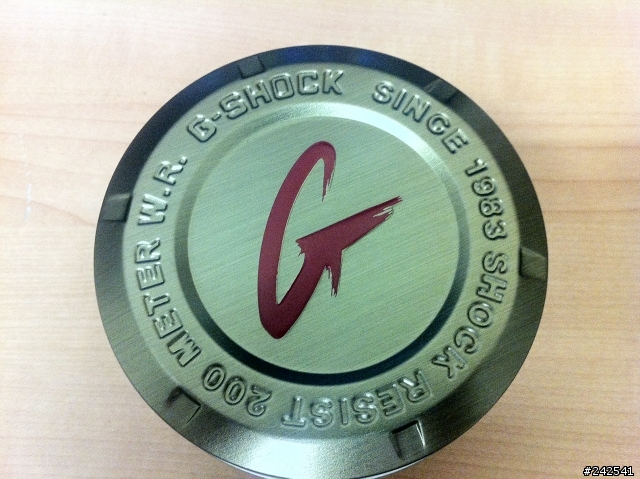 G-SHOCK SINCE 1983 SHOCK RESIST 200 METER W.R.
G
#242541